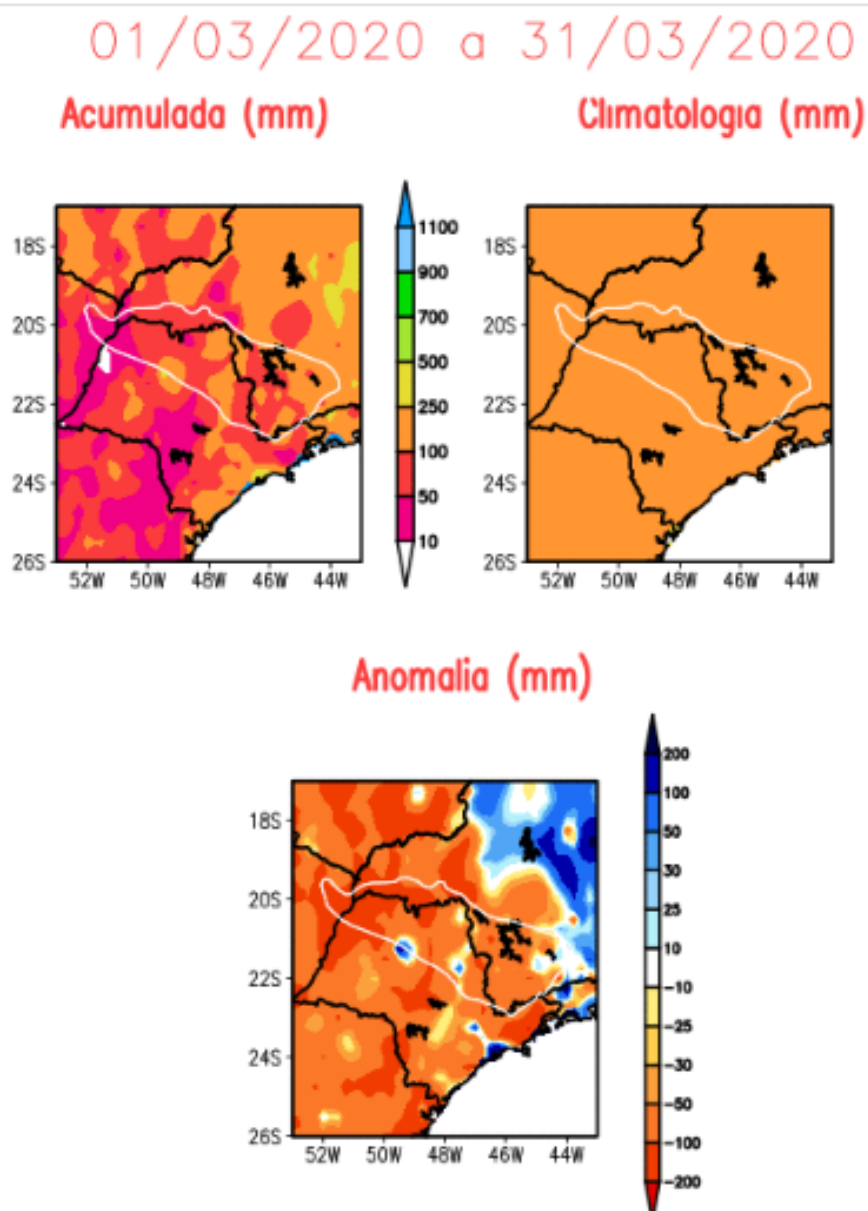 01/03/2020 a 31/03/2020
Acumulada (mm)
Climatologia (mm)
18S
20S
22S
24S
26S
52W 50W 48W 46W 44W
1100
900
700
500
250
100
50
10
18S
20S
22S
24S
26S
52W 50W 48W 46W 44W
Anomalia (mm)
18S
20S
22S
24S
26S
52W 50W 48W 46W 44W
200
100
50
30
25
10
-10
-25
-30
-50
-100
-200